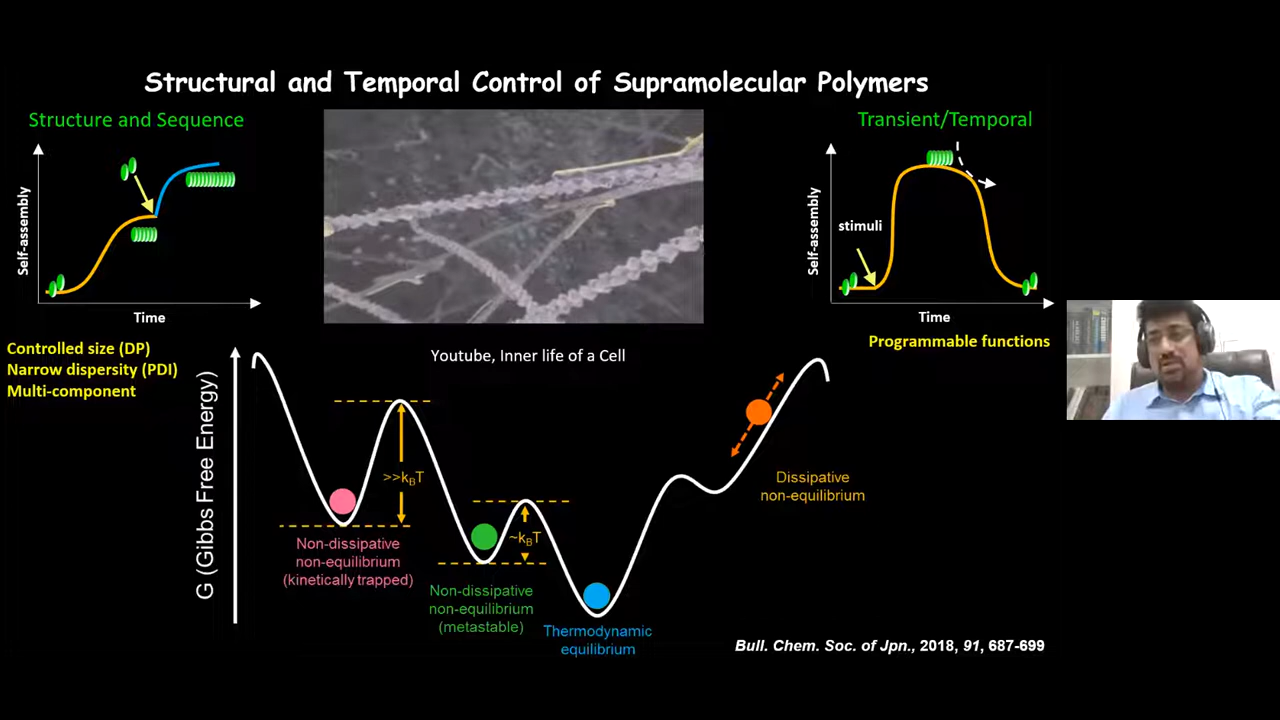 Structural and Temporal Control of Supramolecular Polymers
Structure and Sequence
Self-assembly
Time
Controlled size (DP)
Narrow dispersity (PDI)
Multi-component
Youtube, Inner life of a Cell
Transient/Temporal
Self-assembly
stimuli
Time
Programmable functions
G (Gibbs Free Energy)
>>kBT
~kBT
Non-dissipative
non-equilibrium
(kinetically trapped)
Non-dissipative
non-equilibrium
(metastable)
Thermodynamic
equilibrium
Dissipative
non-equilibrium
Bull. Chem. Soc. of Jpn., 2018, 91, 687-699